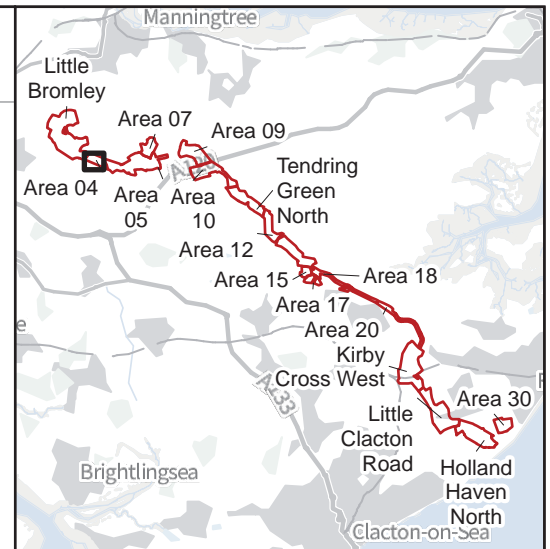 Manningtree
Little
Bromley
Area 07
Area 09
A120
Area 04
Area
05
Area
10
Tendring
Green
North
Area 12
Area 15
Area 18
Area 17
Area 20
Kirby
Cross West
Area 30
A133
Little
Clacton
Road
Holland
Haven
North
Brightlingsea
Clacton-on-Sea